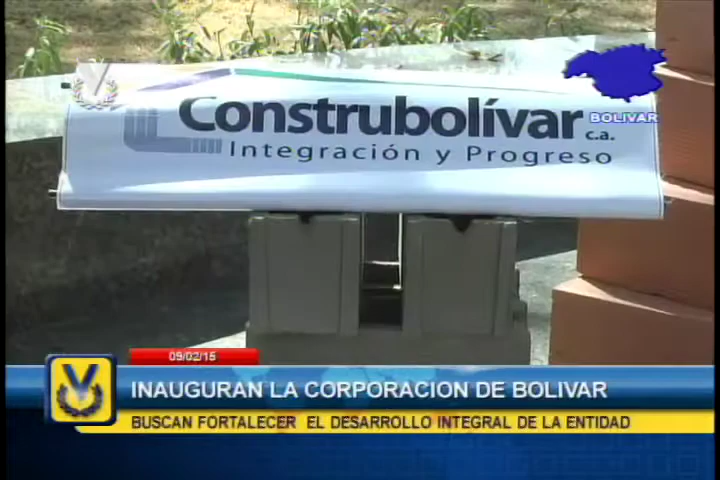 BOLIVAR
Construbolívar c.a.
Integración y Progreso
09/02/15
INAUGURAN LA CORPORACION DE BOLIVAR
BUSCAN FORTALECER EL DESARROLLO INTEGRAL DE LA ENTIDAD